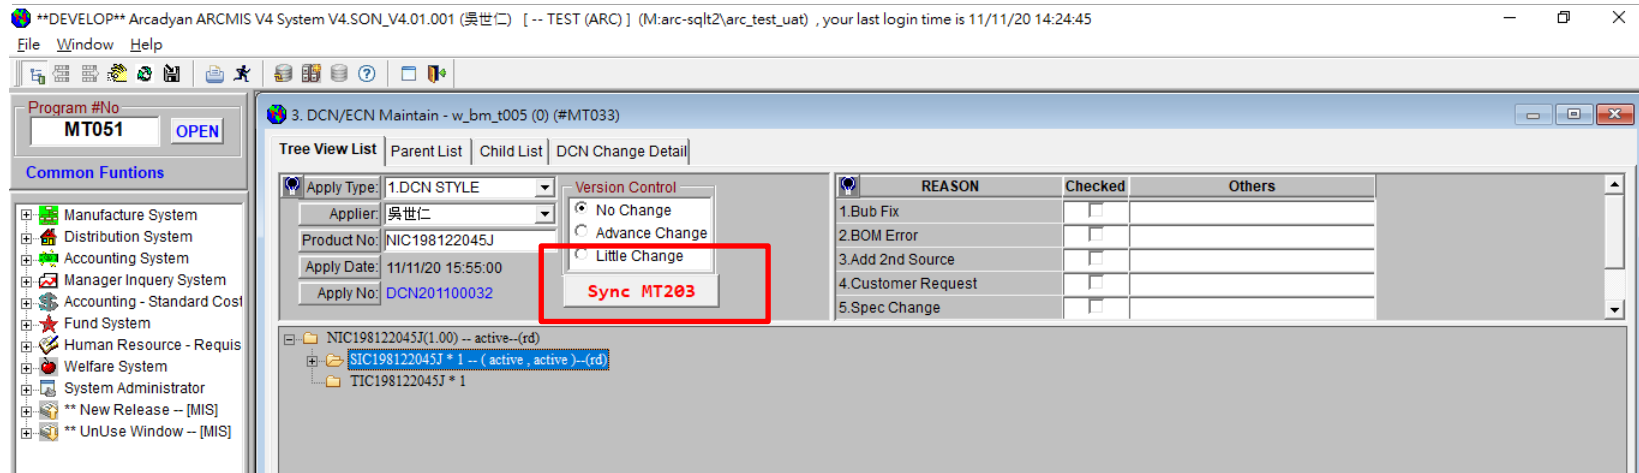 **DEVELOP** Arcadyan ARCMIS V4 System V4.SON_V4.01.001 (吳世仁) [ -- TEST (ARC) ] (M:arc-sqlt2\arc_test_uat) , your last login time is 11/11/20 14:24:45
File Window Help
Program #No
MT051 OPEN
Common Funtions
Manufacture System
Distribution System
Accounting System
Manager Inquery System
Accounting - Standard Cost
Fund System
Human Resource - Requis
Welfare System
System Administrator
** New Release -- [MIS]
** UnUse Window -- [MIS]
3. DCN/ECN Maintain - w_bm_t005 (0) (#MT033)
Tree View List Parent List Child List DCN Change Detail
Apply Type: 1.DCN STYLE
Applier: 吳世仁
Product No: NIC198122045J
Apply Date: 11/11/20 15:55:00
Apply No: DCN201100032
Version Control
No Change
Advance Change
Little Change
Sync MT203
REASON Checked Others
1.Bub Fix
2.BOM Error
3.Add 2nd Source
4.Customer Request
5.Spec Change
NIC198122045J(1.00) -- active--(rd)
SIC198122045J * 1 -- ( active , active )--(rd)
TIC198122045J * 1